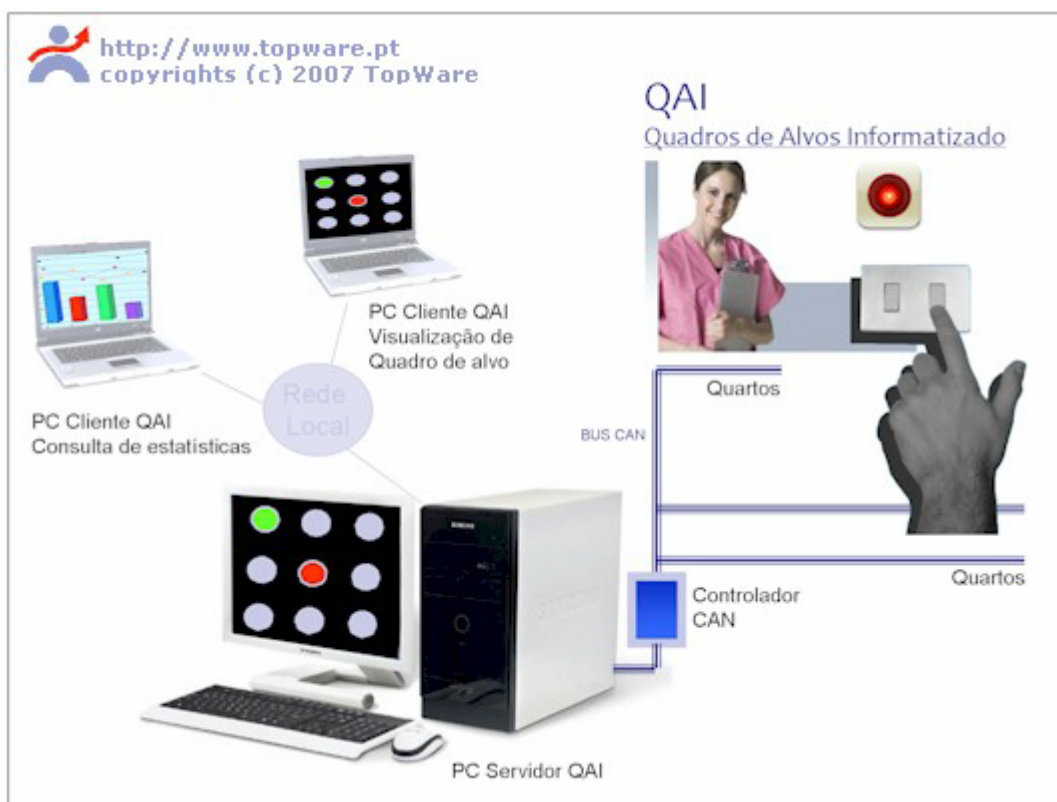 http://www.topware.pt
copyrights (c) 2007 TopWare
QAI
Quadros de Alvos Informatizado
PC Cliente QAI
Visualização de
Quadro de alvo
PC Cliente QAI
Consulta de estatísticas
Rede
Local
Quartos
BUS CAN
Quartos
Controlador
CAN
PC Servidor QAI